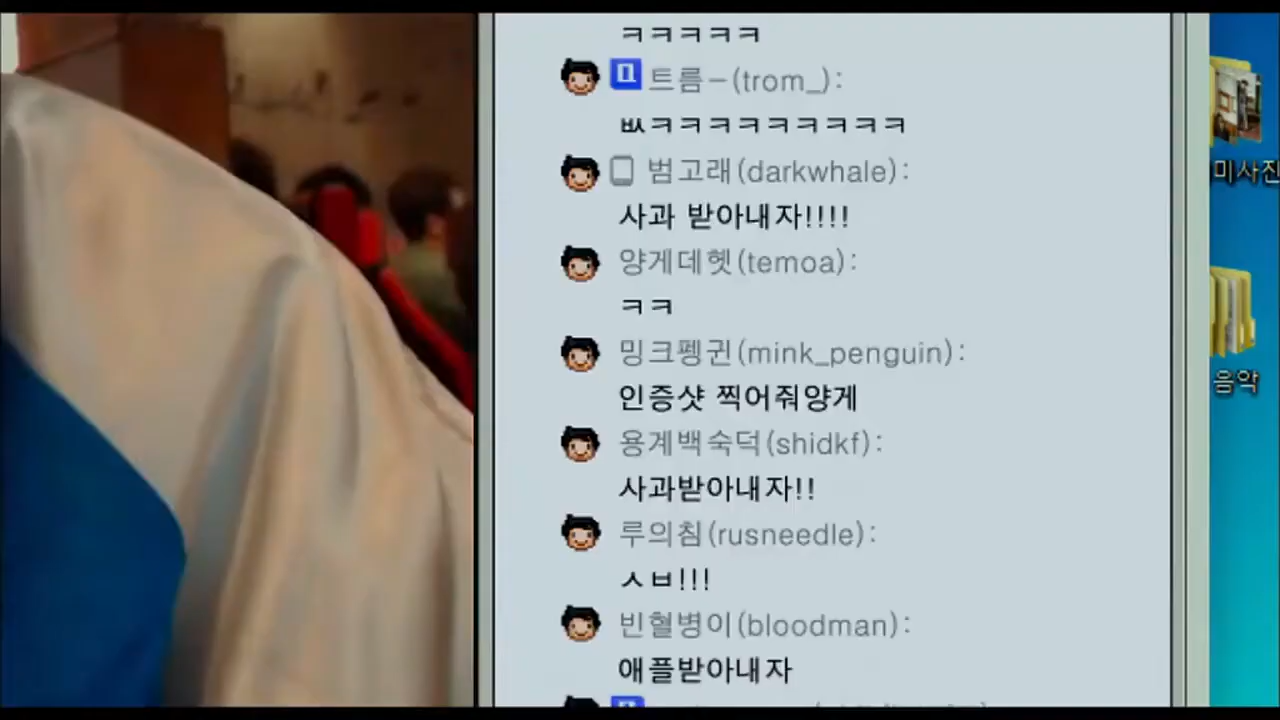 ㅋㅋㅋㅋㅋ
트름-(trom_):
ㅄㅋㅋㅋㅋㅋㅋㅋㅋㅋ
범고래(darkwhale):
사과 받아내자!!!!
양게데헷(temoa):
ㅋㅋ
밍크펭귄(mink_penguin):
인증샷 찍어줘양게
용계백숙덕(shidkf):
사과받아내자!!
루의침(rusneedle):
ㅅㅂ!!!
빈혈병이(bloodman):
애플받아내자
미사진
음악